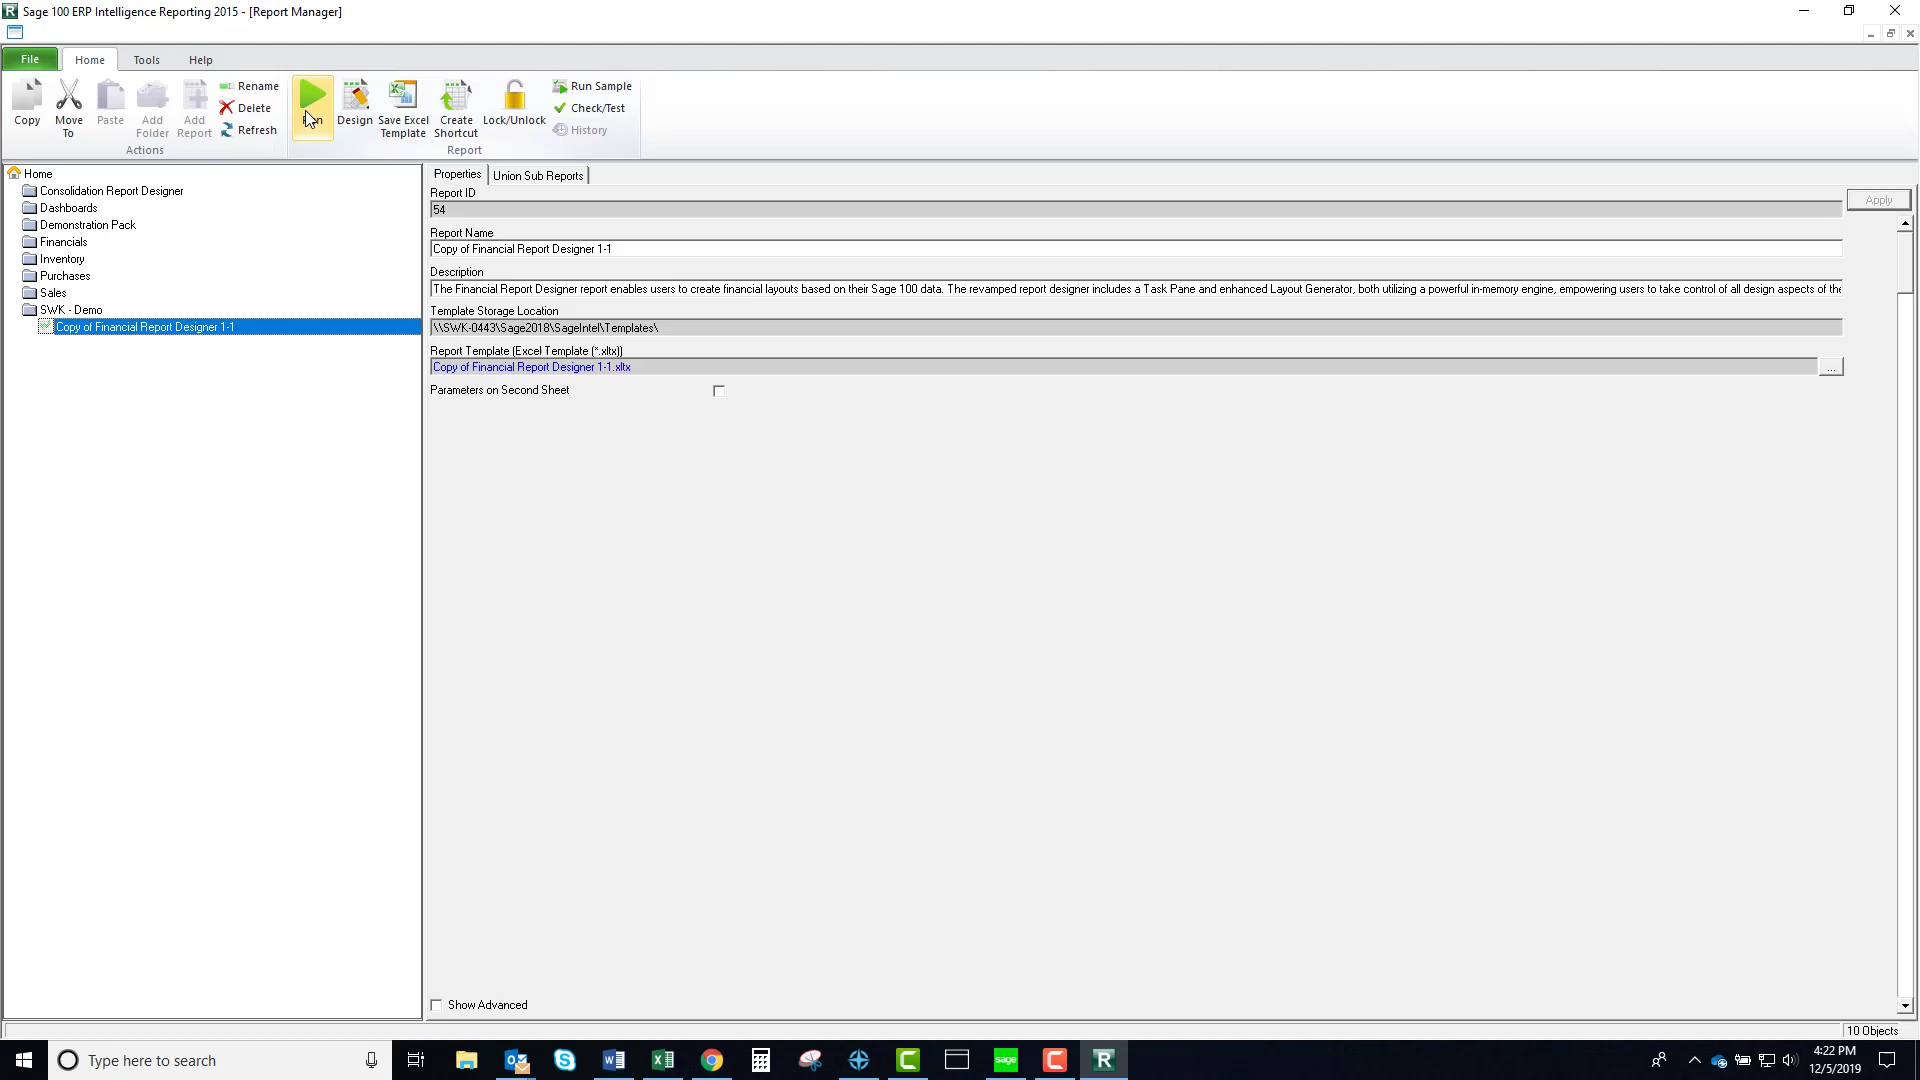 Sage 100 ERP Intelligence Reporting 2015 - [Report Manager]
File Home Tools Help
Copy
Move To
Paste
Add Folder
Add Report
Rename
Delete
Refresh
Actions
Design
Save Excel Template
Create Shortcut
Lock/Unlock
Run Sample
Check/Test
History
Report
Home
Consolidation Report Designer
Dashboards
Demonstration Pack
Financials
Inventory
Purchases
Sales
SWK - Demo
Copy of Financial Report Designer 1-1
Properties Union Sub Reports
Report ID
54
Apply
Report Name
Copy of Financial Report Designer 1-1
Description
The Financial Report Designer report enables users to create financial layouts based on their Sage 100 data. The revamped report designer includes a Task Pane and enhanced Layout Generator, both utilizing a powerful in-memory engine, empowering users to take control of all design aspects of the
Template Storage Location
\\SWK-0443\Sage2018\SageIntel\Templates\
Report Template (Excel Template (*.xltx))
Copy of Financial Report Designer 1-1.xltx
...
Parameters on Second Sheet
Show Advanced
10 Objects
Type here to search
sage
4:22 PM
12/5/2019